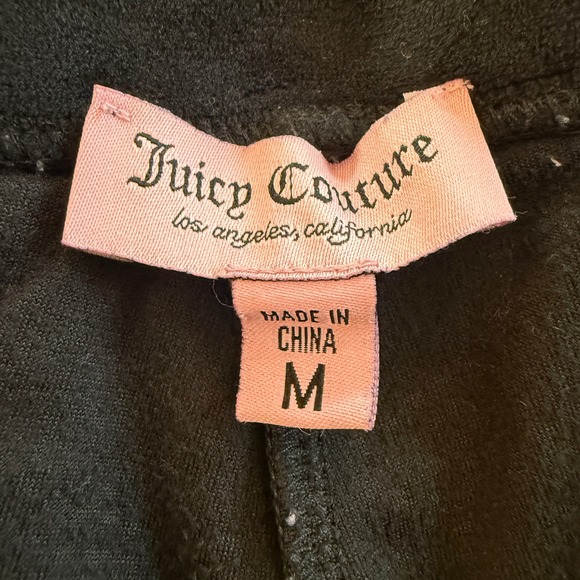 Juicy Couture
los angeles, california
MADE IN
CHINA
M